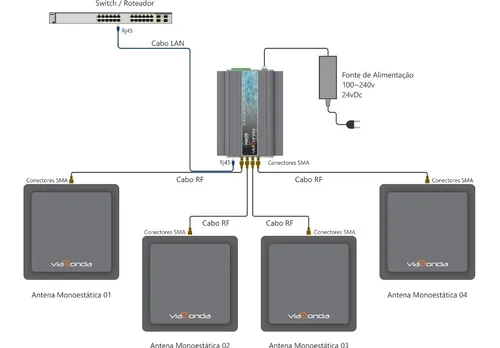 Switch / Roteador
Rj45
Cabo LAN
Fonte de Alimentação
100~240v
24vDc
Rj45
Conectores SMA
Conectores SMA
Cabo RF
Cabo RF
Conectores SMA
viaOnda
viaOnda
Cabo RF
Cabo RF
Conectores SMA
Conectores SMA
Antena Monoestática 01
Antena Monoestática 04
viaOnda
viaOnda
Antena Monoestática 02
Antena Monoestática 03